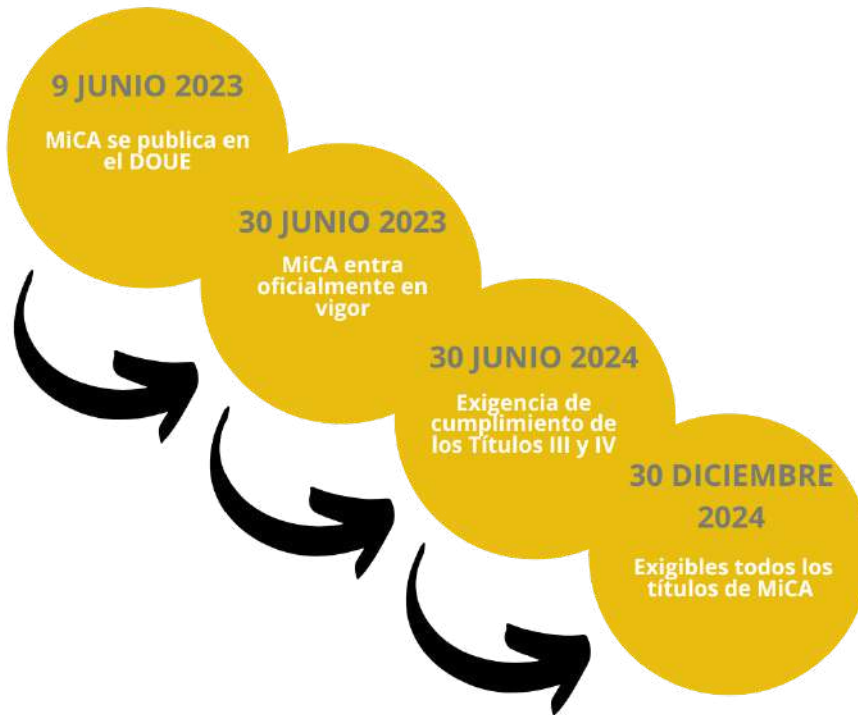 9 JUNIO 2023
MiCA se publica en
el DOUE
30 JUNIO 2023
MiCA entra
oficialmente en
vigor
30 JUNIO 2024
Exigencia de
cumplimiento de
los Títulos III y IV
30 DICIEMBRE
2024
Exigibles todos los
títulos de MiCA